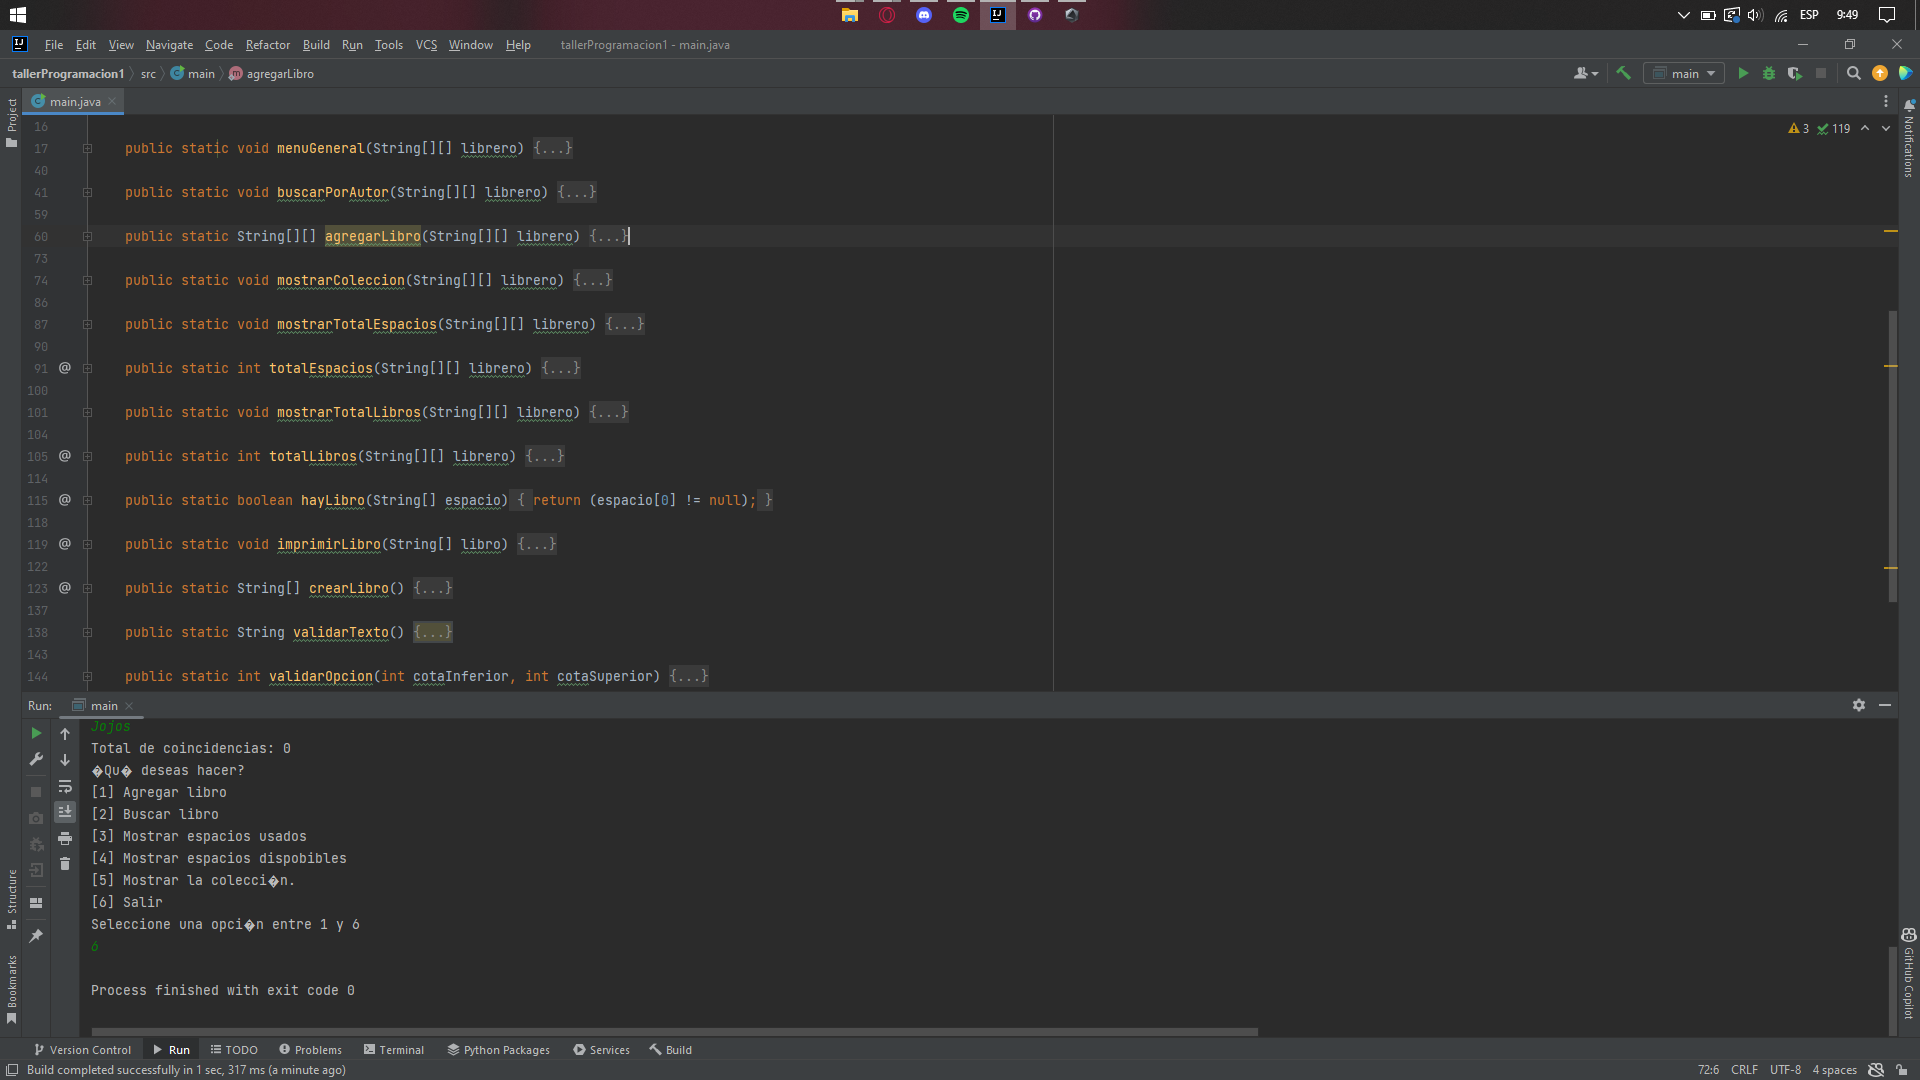 ESP 9:49
File Edit View Navigate Code Refactor Build Run Tools VCS Window Help tallerProgramacion1 - main.java
tallerProgramacion1 src main agregarLibro main
main.java
Project
Notifications
3 119
16
17 public static void menuGeneral(String[][] librero) {...}
40
41 public static void buscarPorAutor(String[][] librero) {...}
59
60 public static String[][] agregarLibro(String[][] librero) {...}
73
74 public static void mostrarColeccion(String[][] librero) {...}
86
87 public static void mostrarTotalEspacios(String[][] librero) {...}
90
91 @ public static int totalEspacios(String[][] librero) {...}
100
101 public static void mostrarTotalLibros(String[][] librero) {...}
104
105 @ public static int totalLibros(String[][] librero) {...}
114
115 @ public static boolean hayLibro(String[] espacio) { return (espacio[0] != null); }
118
119 @ public static void imprimirLibro(String[] libro) {...}
122
123 @ public static String[] crearLibro() {...}
137
138 public static String validarTexto() {...}
143
144 public static int validarOpcion(int cotaInferior, int cotaSuperior) {...}
Run: main
Jojos
Total de coincidencias: 0
�Qu� deseas hacer?
[1] Agregar libro
[2] Buscar libro
[3] Mostrar espacios usados
[4] Mostrar espacios dispobibles
[5] Mostrar la colecci�n.
[6] Salir
Seleccione una opci�n entre 1 y 6
6
Process finished with exit code 0
Structure
Bookmarks
GitHub Copilot
Version Control Run TODO Problems Terminal Python Packages Services Build
Build completed successfully in 1 sec, 317 ms (a minute ago) 72:6 CRLF UTF-8 4 spaces